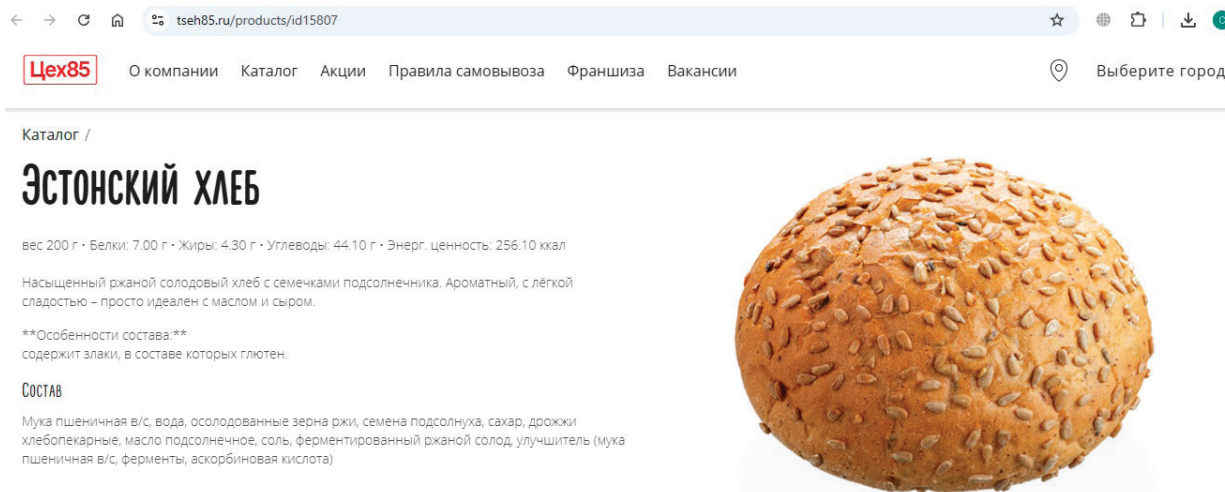 tseh85.ru/products/id15807
Цех85 О компании Каталог Акции Правила самовывоза Франшиза Вакансии Выберите город
Каталог /
Эстонский хлеб
вес 200 г • Белки: 7.00 г • Жиры: 4.30 г • Углеводы: 44.10 г • Энерг. ценность: 256.10 ккал
Насыщенный ржаной солодовый хлеб с семечками подсолнечника. Ароматный, с лёгкой
сладостью – просто идеален с маслом и сыром.
**Особенности состава:**
содержит злаки, в составе которых глютен.
Состав
Мука пшеничная в/с, вода, осолодованные зерна ржи, семена подсолнуха, сахар, дрожжи
хлебопекарные, масло подсолнечное, соль, ферментированный ржаной солод, улучшитель (мука
пшеничная в/с, ферменты, аскорбиновая кислота)